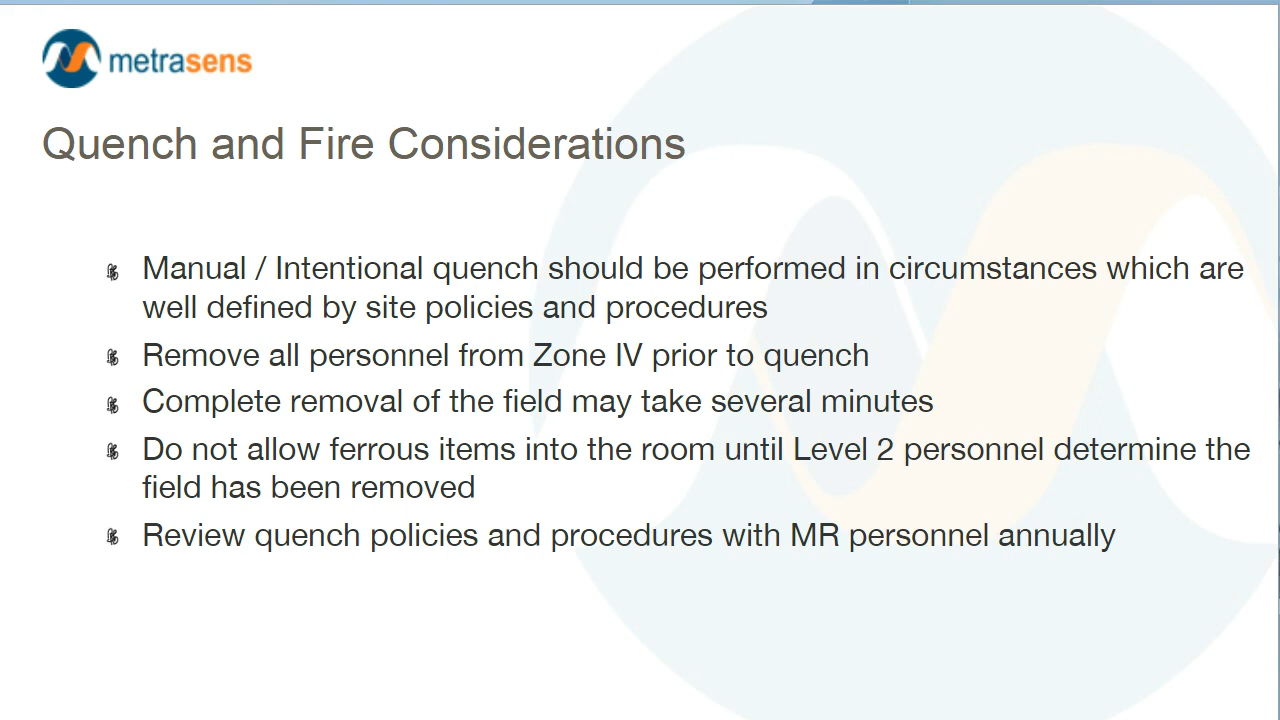 metrasens
Quench and Fire Considerations
Manual / Intentional quench should be performed in circumstances which are
well defined by site policies and procedures
Remove all personnel from Zone IV prior to quench
Complete removal of the field may take several minutes
Do not allow ferrous items into the room until Level 2 personnel determine the
field has been removed
Review quench policies and procedures with MR personnel annually